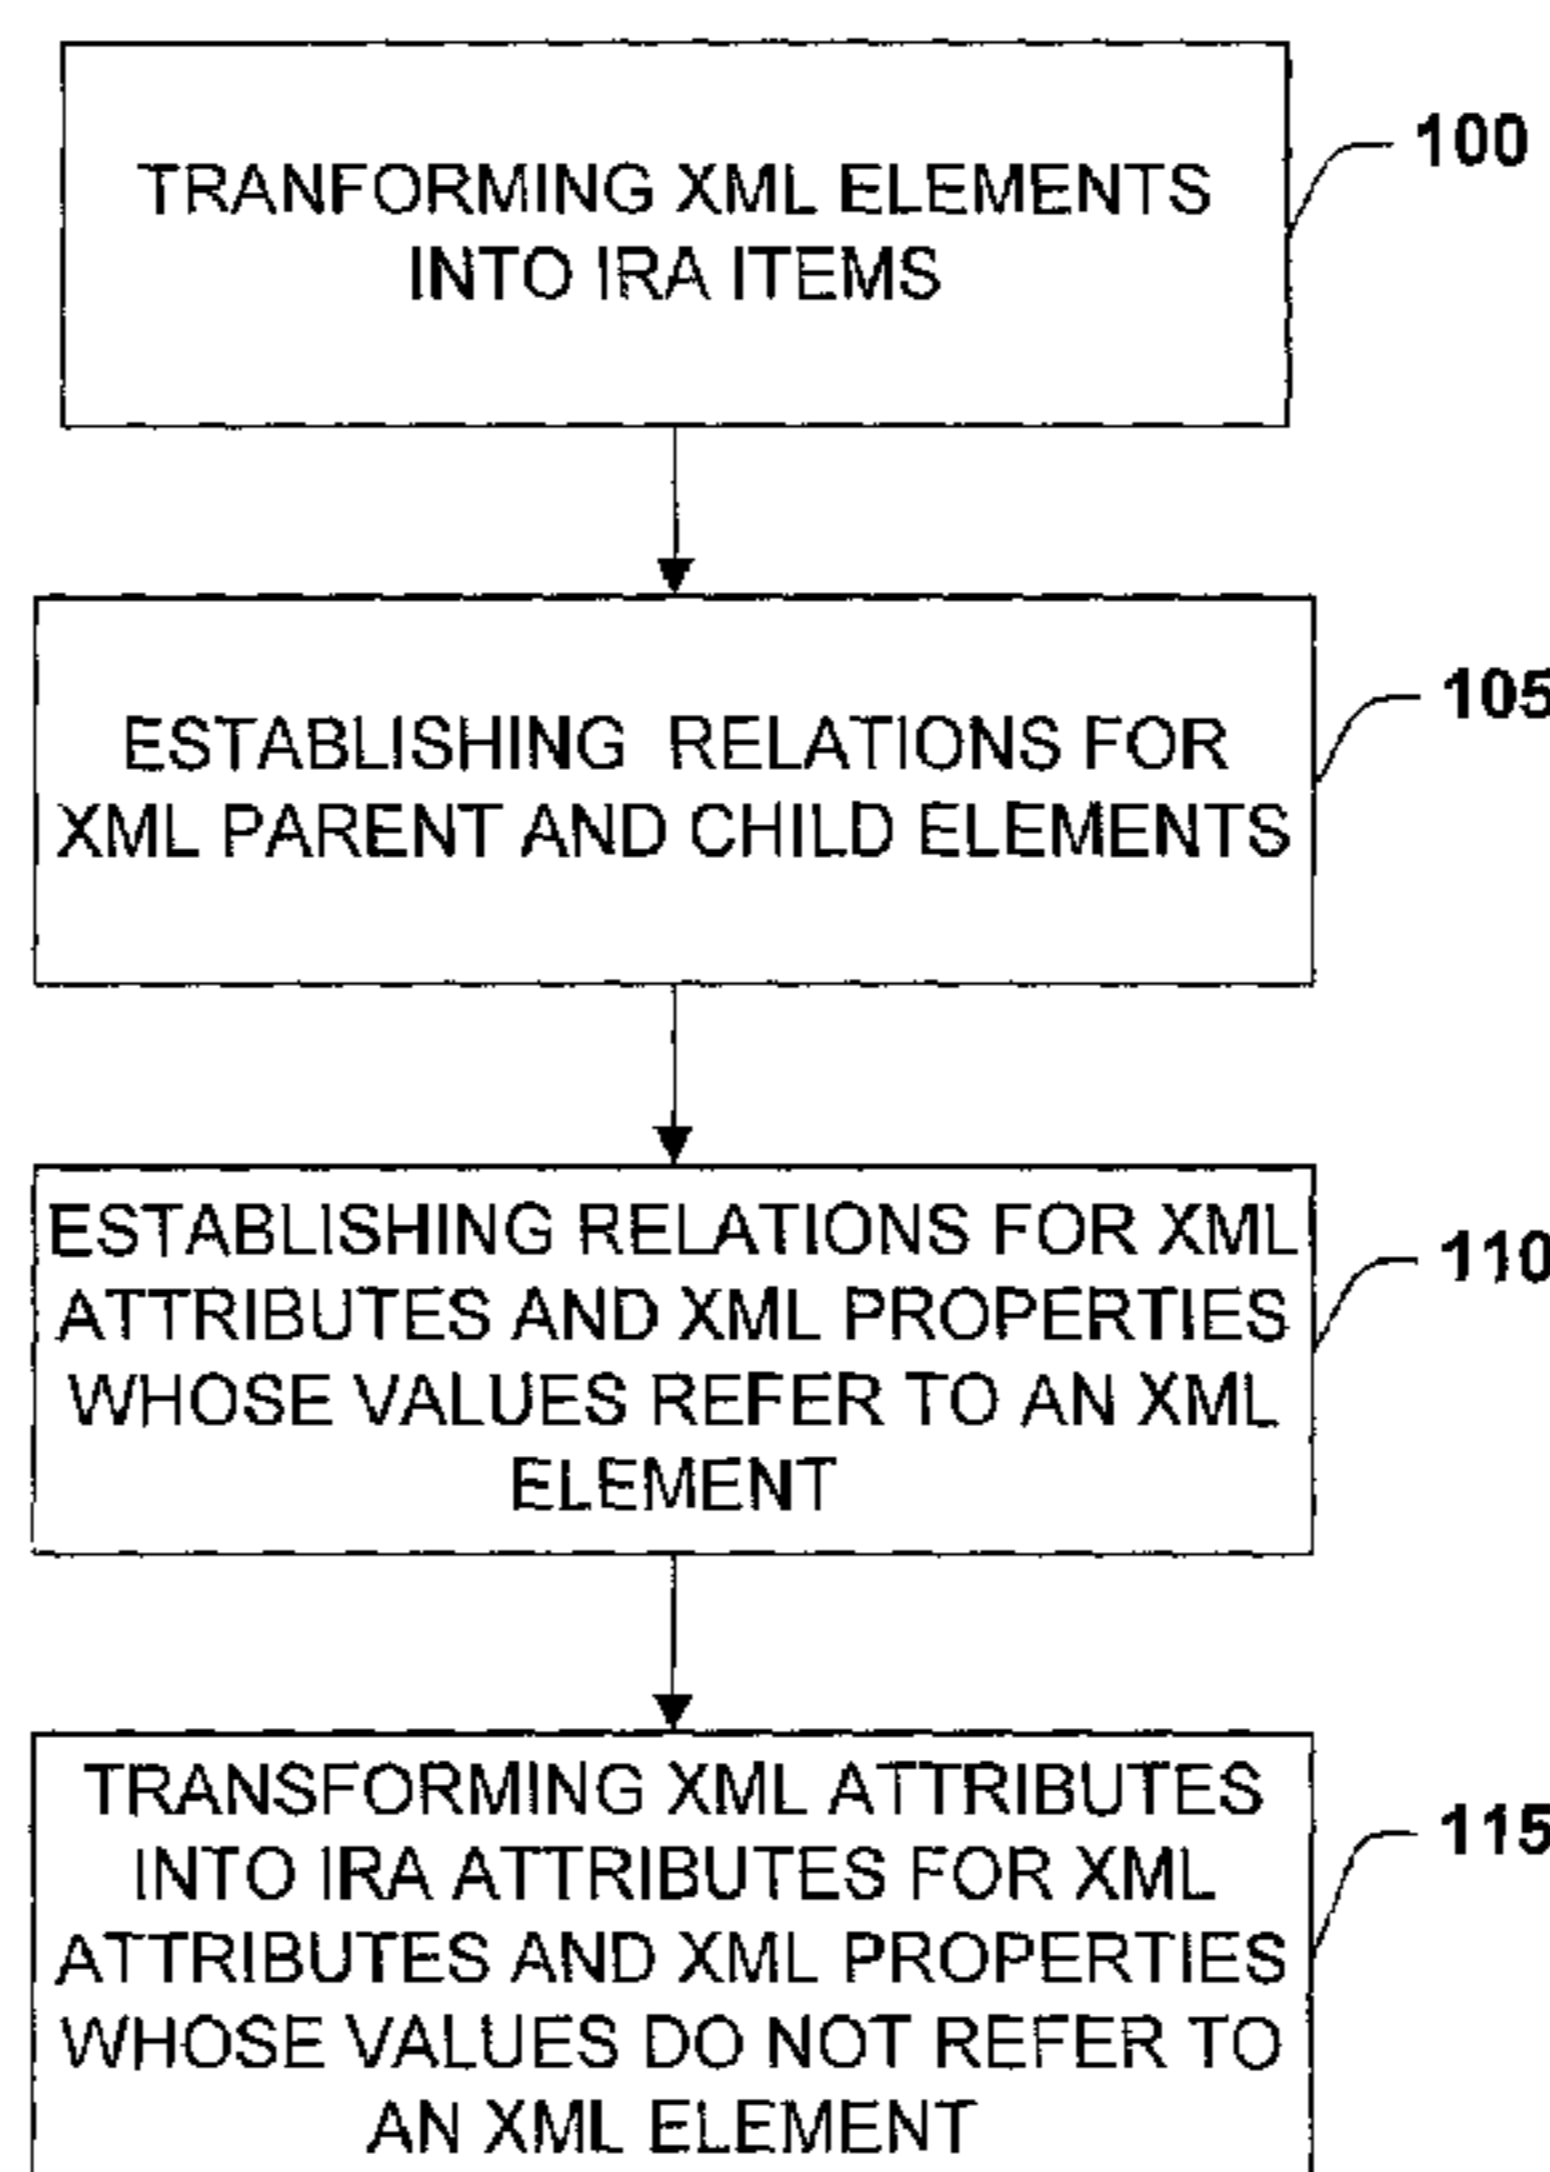 TRANFORMING XML ELEMENTS
INTO IRA ITEMS
100
ESTABLISHING RELATIONS FOR
XML PARENT AND CHILD ELEMENTS
105
ESTABLISHING RELATIONS FOR XML
ATTRIBUTES AND XML PROPERTIES
WHOSE VALUES REFER TO AN XML
ELEMENT
110
TRANSFORMING XML ATTRIBUTES
INTO IRA ATTRIBUTES FOR XML
ATTRIBUTES AND XML PROPERTIES
WHOSE VALUES DO NOT REFER TO
AN XML ELEMENT
115